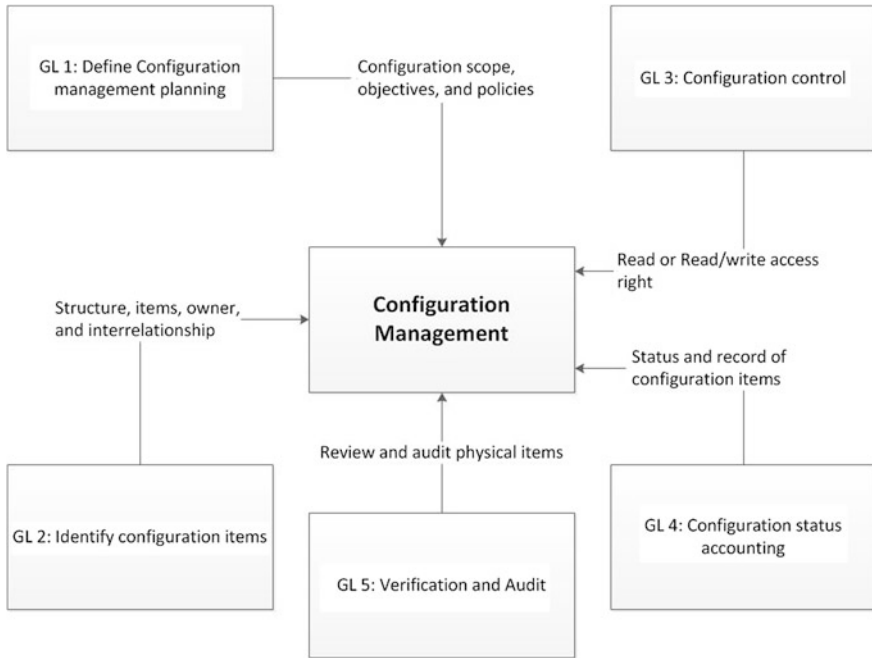 GL 1: Define Configuration
management planning
Configuration scope,
objectives, and policies
GL 3: Configuration control
Read or Read/write access
right
Configuration
Management
Structure, items, owner,
and interrelationship
Status and record of
configuration items
Review and audit physical items
GL 2: Identify configuration items
GL 5: Verification and Audit
GL 4: Configuration status
accounting